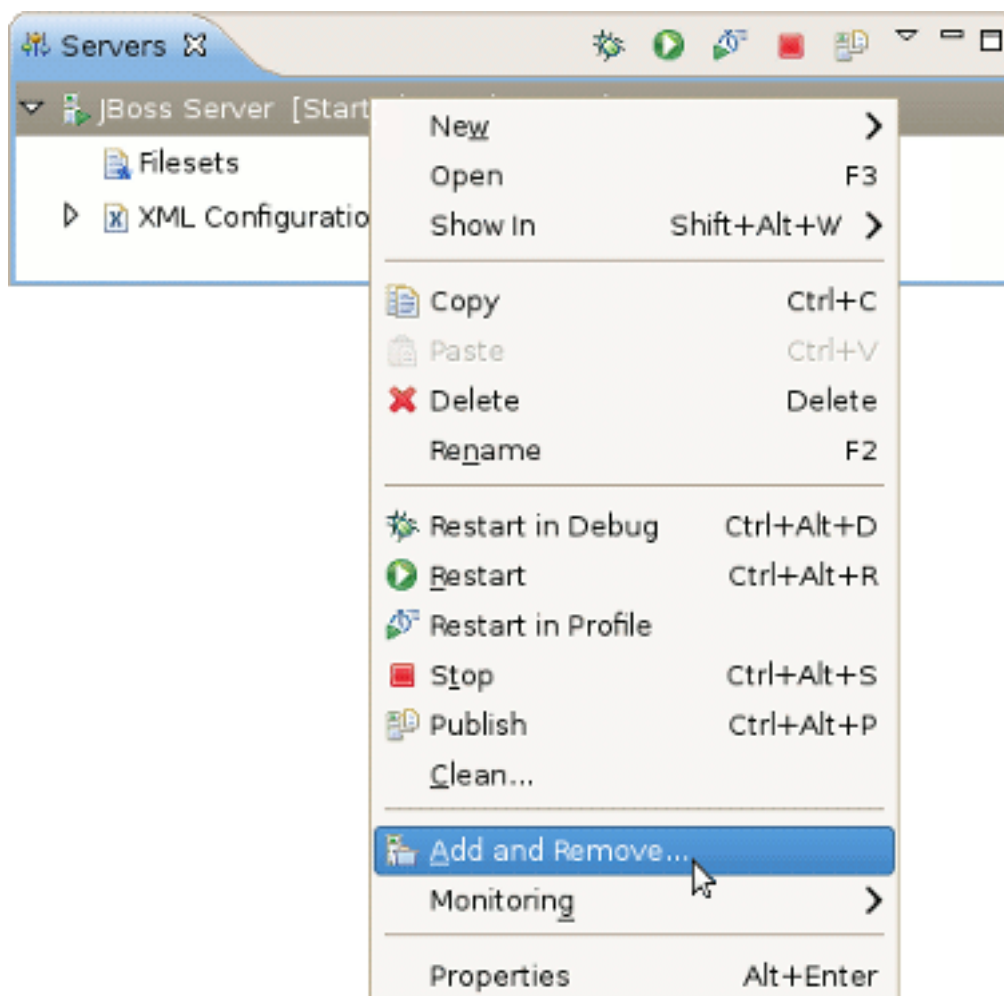 Servers
JBoss Server [Start
Filesets
XML Configuratio
New
Open F3
Show In Shift+Alt+W
Copy Ctrl+C
Paste Ctrl+V
Delete Delete
Rename F2
Restart in Debug Ctrl+Alt+D
Restart Ctrl+Alt+R
Restart in Profile
Stop Ctrl+Alt+S
Publish Ctrl+Alt+P
Clean...
Add and Remove...
Monitoring
Properties Alt+Enter